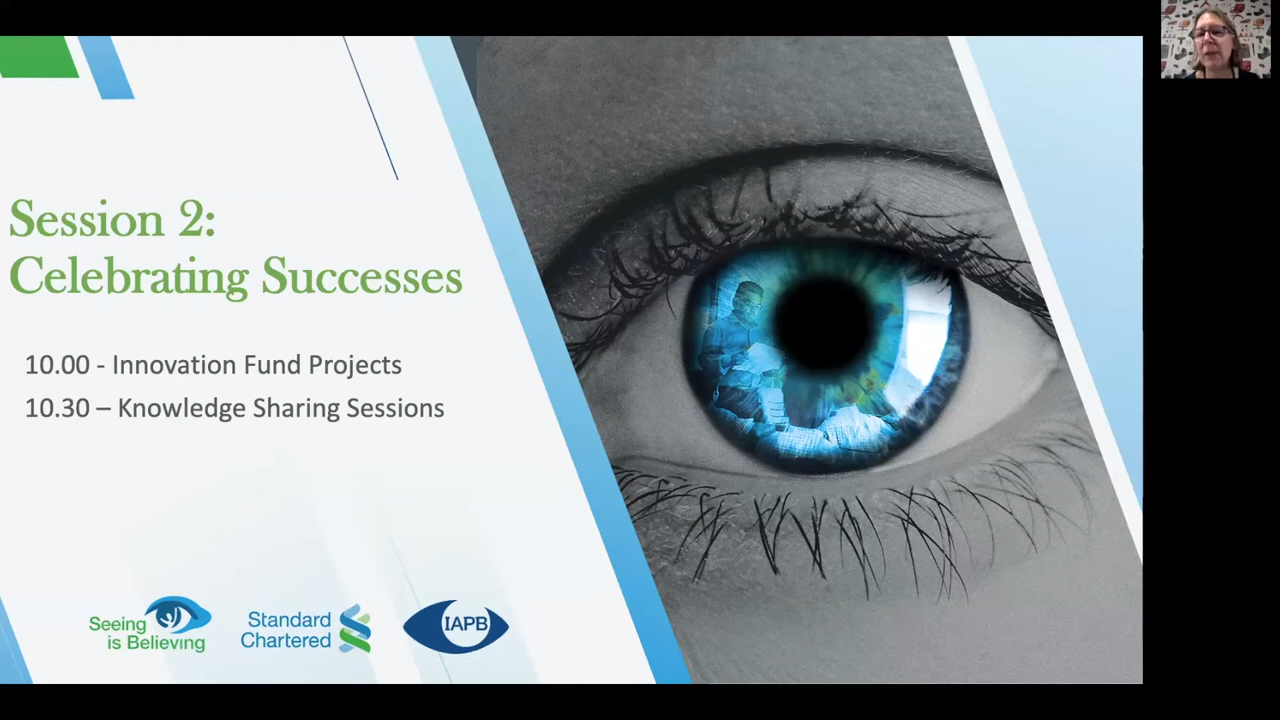 Session 2:
Celebrating Successes
10.00 - Innovation Fund Projects
10.30 – Knowledge Sharing Sessions
Seeing
is Believing
Standard
Chartered
IAPB